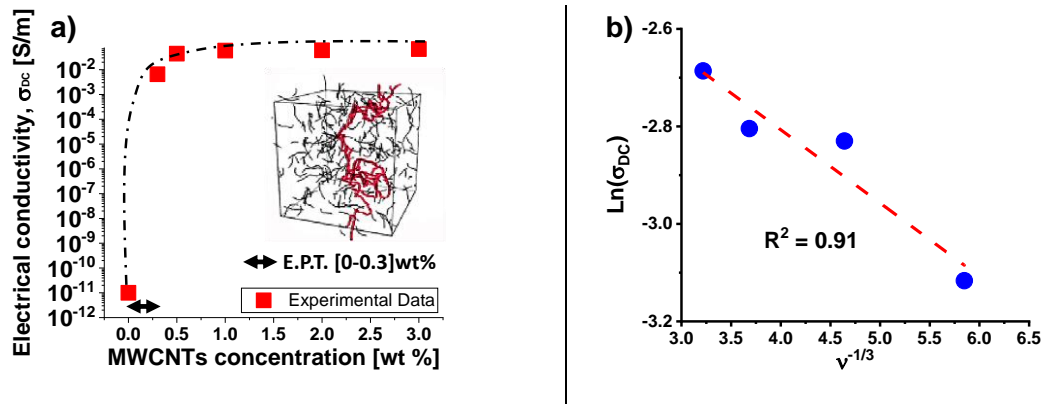 a)
Electrical conductivity, σDC [S/m]
10⁻²
10⁻³
10⁻⁴
10⁻⁵
10⁻⁶
10⁻⁷
10⁻⁸
10⁻⁹
10⁻¹⁰
10⁻¹¹
10⁻¹²
E.P.T. [0-0.3]wt%
Experimental Data
0.0 0.5 1.0 1.5 2.0 2.5 3.0
MWCNTs concentration [wt %]
b)
Ln(σDC)
-2.6
-2.8
-3.0
-3.2
R² = 0.91
3.0 3.5 4.0 4.5 5.0 5.5 6.0 6.5
ν⁻¹/³